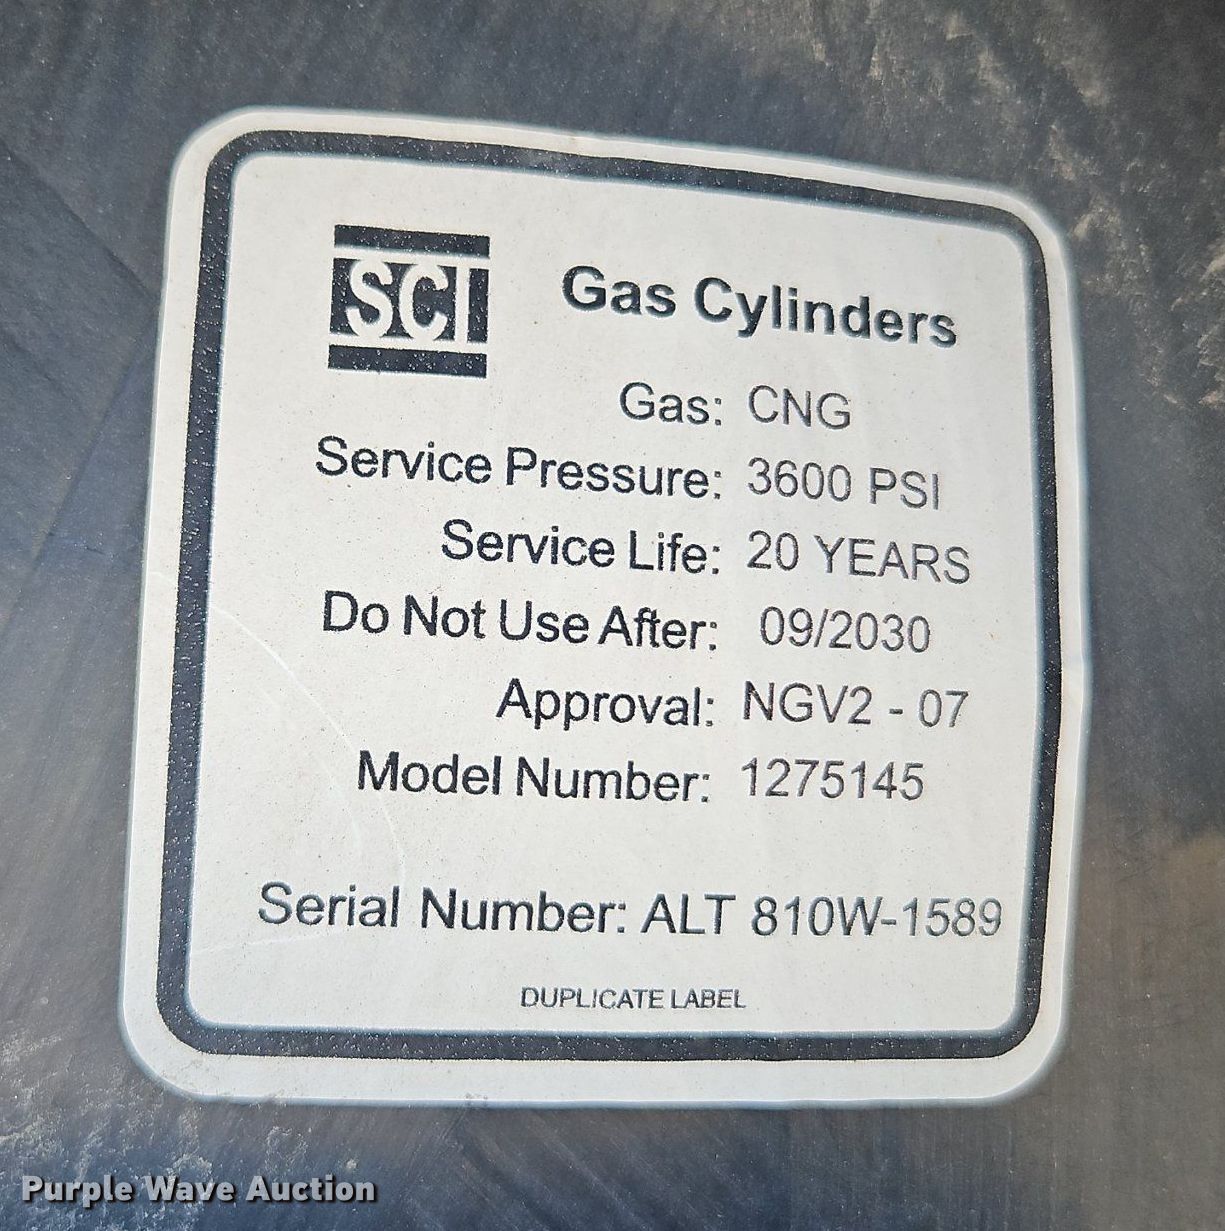 SCI
Gas Cylinders
Gas: CNG
Service Pressure: 3600 PSI
Service Life: 20 YEARS
Do Not Use After: 09/2030
Approval: NGV2 - 07
Model Number: 1275145
Serial Number: ALT 810W-1589
DUPLICATE LABEL
Purple Wave Auction